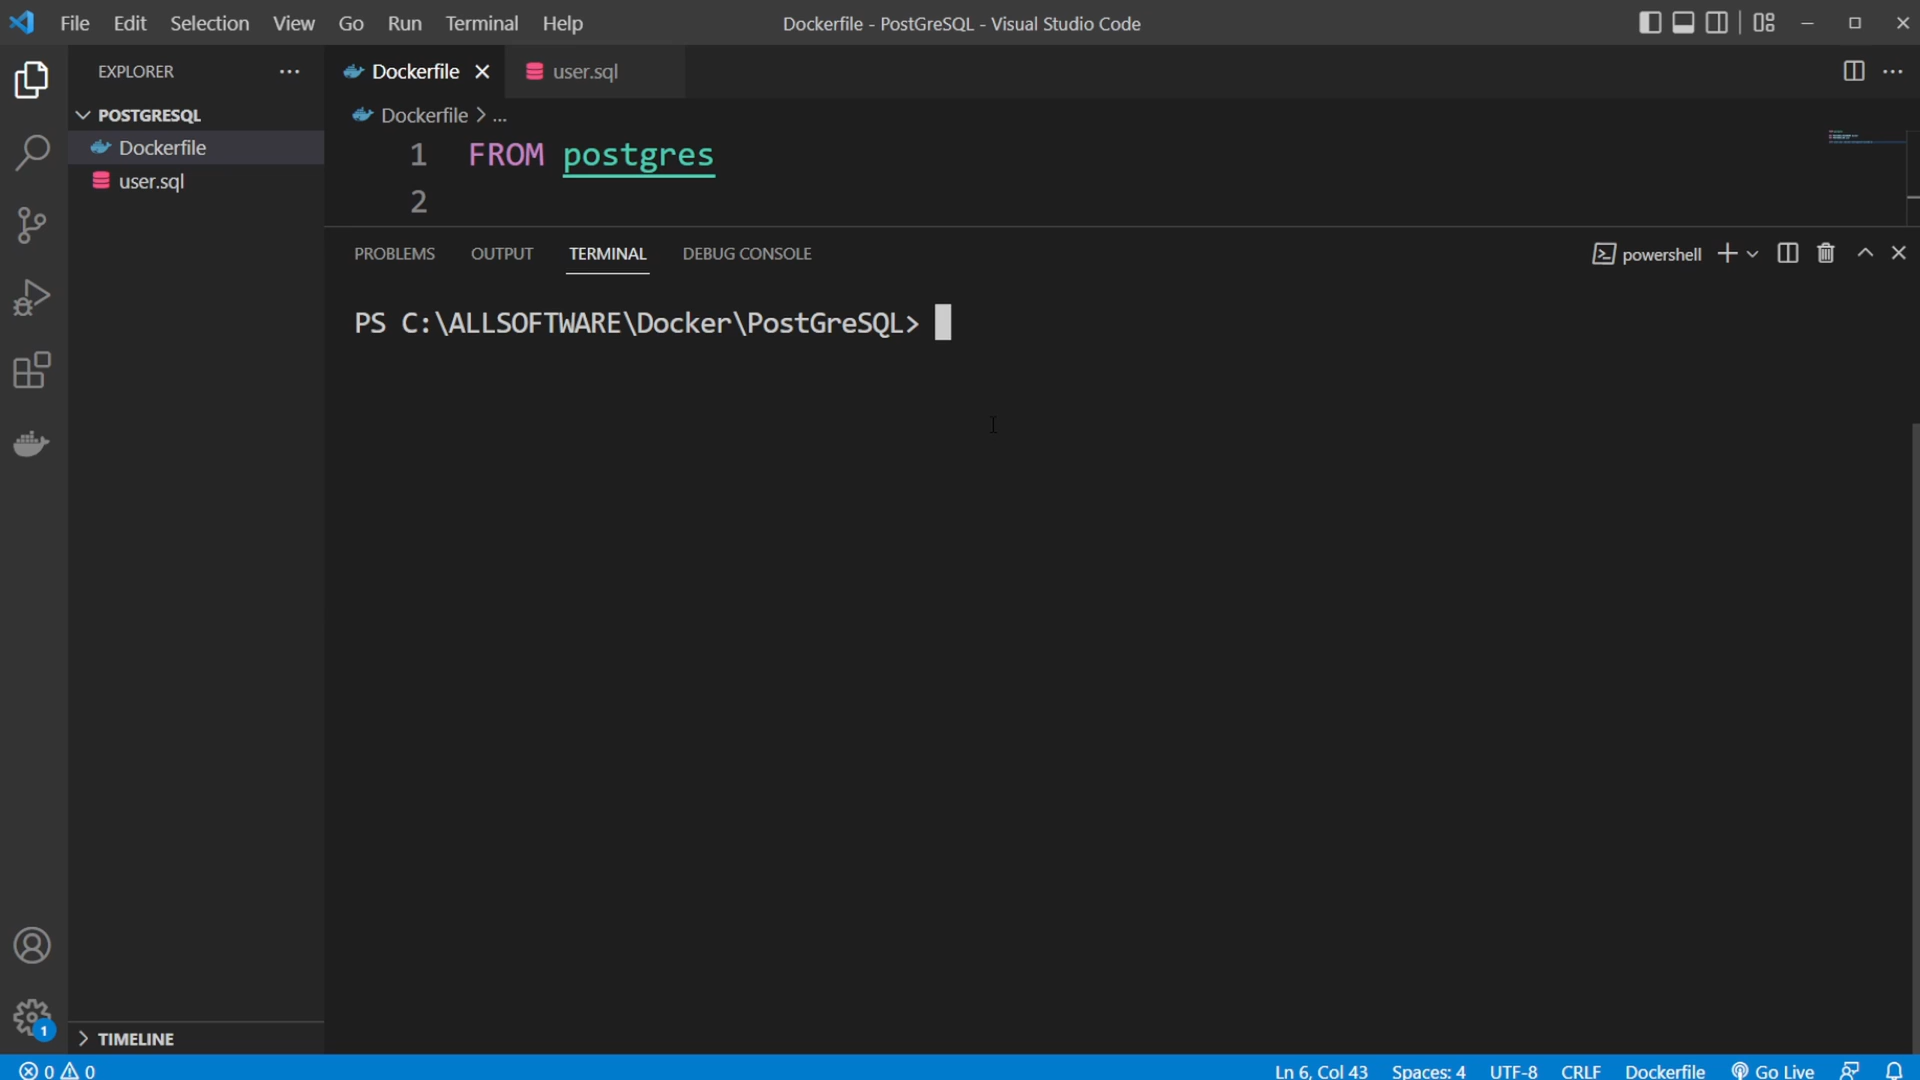 File Edit Selection View Go Run Terminal Help
Dockerfile - PostGreSQL - Visual Studio Code
EXPLORER
POSTGRESQL
Dockerfile
user.sql
TIMELINE
Dockerfile user.sql
Dockerfile > ...
1 FROM postgres
2
PROBLEMS OUTPUT TERMINAL DEBUG CONSOLE
powershell
PS C:\ALLSOFTWARE\Docker\PostGreSQL>
1
0 0
Ln 6, Col 43 Spaces: 4 UTF-8 CRLF Dockerfile Go Live